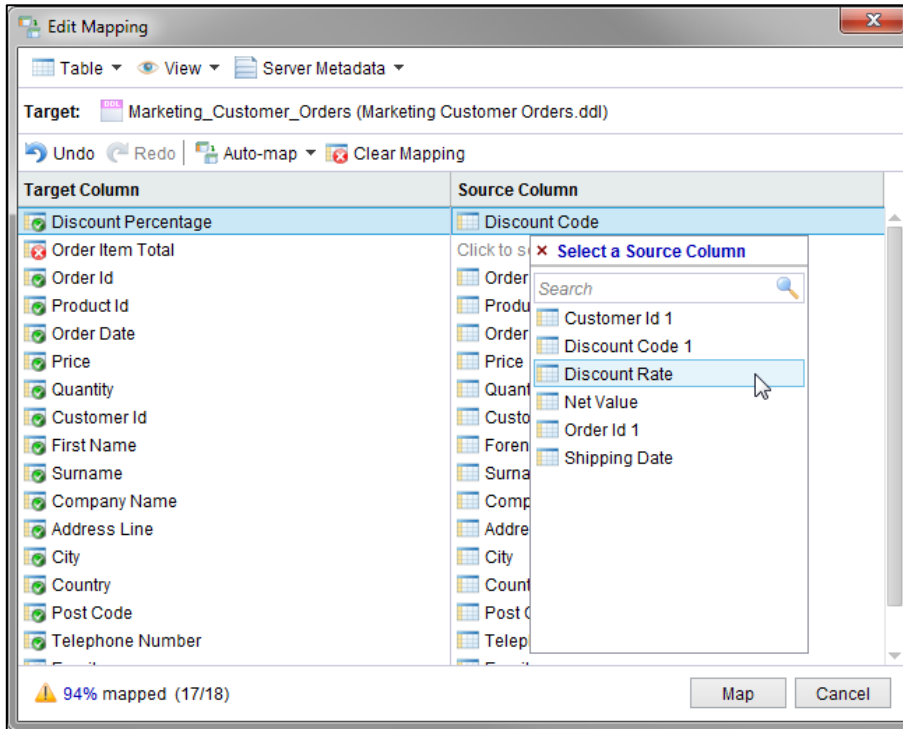 Edit Mapping
Table View Server Metadata
Target: DDL Marketing_Customer_Orders (Marketing Customer Orders.ddl)
Undo Redo Auto-map Clear Mapping
Target Column Source Column
Discount Percentage Discount Code
Order Item Total Click to s
Select a Source Column
Order Id Order
Search
Product Id Produ
Customer Id 1
Order Date Order
Discount Code 1
Price Price
Discount Rate
Quantity Quant
Net Value
Customer Id Custo
Order Id 1
First Name Foren
Shipping Date
Surname Surna
Company Name Comp
Address Line Addre
City City
Country Count
Post Code Post
Telephone Number Telep
94% mapped (17/18) Map Cancel